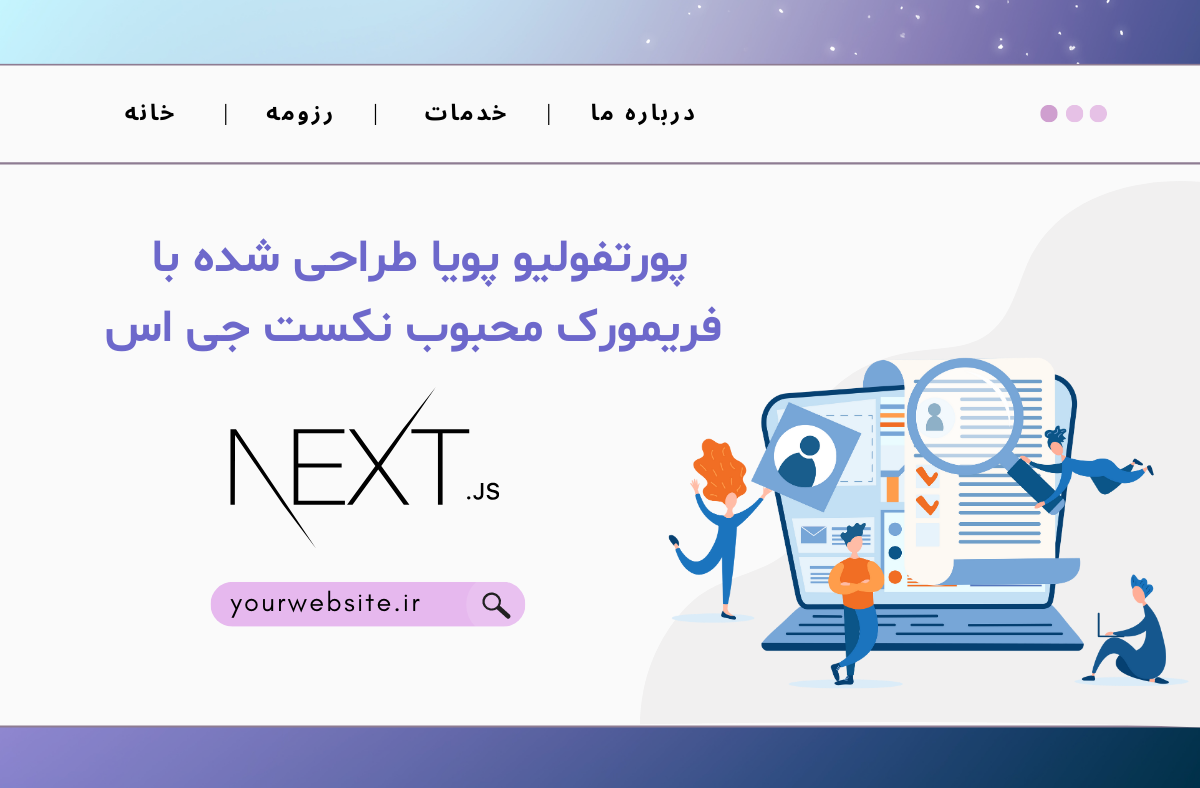 درباره ما | خدمات | رزومه | خانه
پورتفولیو پویا طراحی شده با
فریمورک محبوب نکست جی اس
NEXT.JS
yourwebsite.ir